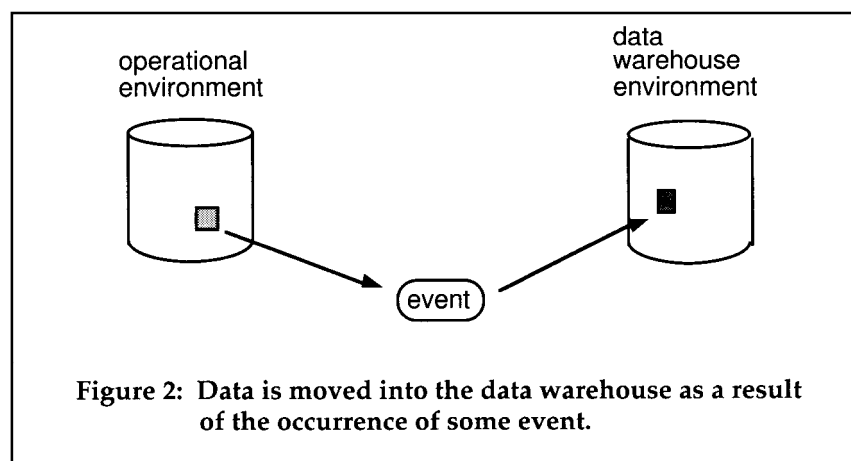 operational
environment
data
warehouse
environment
event
Figure 2: Data is moved into the data warehouse as a result
of the occurrence of some event.